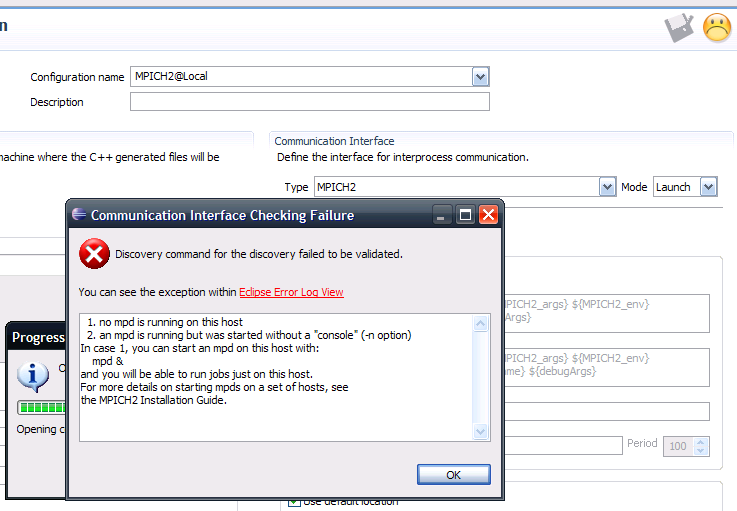 n
Configuration name MPICH2@Local
Description
machine where the C++ generated files will be
Communication Interface
Define the interface for interprocess communication.
Type MPICH2 Mode Launch
Communication Interface Checking Failure
Discovery command for the discovery failed to be validated.
You can see the exception within Eclipse Error Log View
1. no mpd is running on this host
2. an mpd is running but was started without a "console" (-n option)
In case 1, you can start an mpd on this host with:
mpd &
and you will be able to run jobs just on this host.
For more details on starting mpds on a set of hosts, see
the MPICH2 Installation Guide.
OK
Progress
Opening c
MPICH2_args} ${MPICH2_env}
Args}
MPICH2_args} ${MPICH2_env}
me} ${debugArgs}
Period 100
Use default location